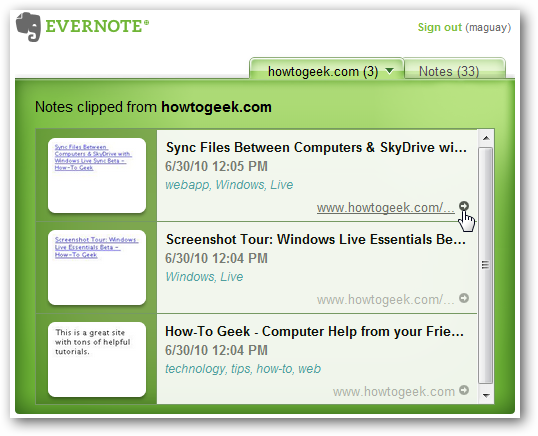 EVERNOTE®
Sign out (maguay)
howtogeek.com (3)
Notes (33)
Notes clipped from howtogeek.com
Sync Files Between
Computers & SkyDrive with
Windows Live Sync Beta –
How-To Geek
Sync Files Between Computers & SkyDrive wi...
6/30/10 12:05 PM
webapp, Windows, Live
www.howtogeek.com/...
Screenshot Tour: Windows
Live Essentials Beta –
How-To Geek
Screenshot Tour: Windows Live Essentials Be...
6/30/10 12:04 PM
Windows, Live
www.howtogeek.com/...
This is a great site
with tons of helpful
tutorials.
How-To Geek - Computer Help from your Frie...
6/30/10 12:04 PM
technology, tips, how-to, web
www.howtogeek.com